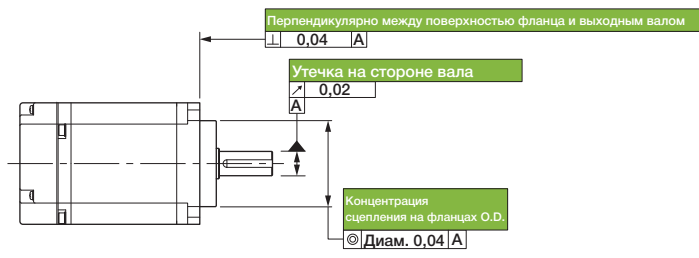 Перпендикулярно между поверхностью фланца и выходным валом
⊥ 0,04 A
Утечка на стороне вала
↗ 0,02
A
Концентрация
сцепления на фланцах O.D.
◎ Диам. 0,04 A